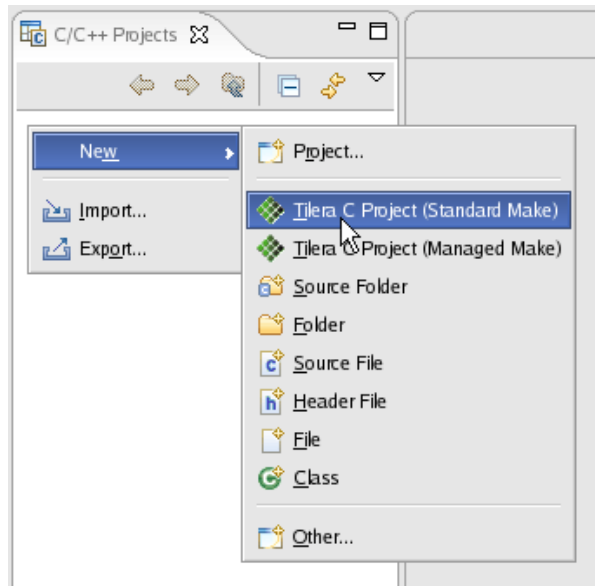 C/C++ Projects
New
Import...
Export...
Project...
Tilera C Project (Standard Make)
Tilera C Project (Managed Make)
Source Folder
Folder
Source File
Header File
File
Class
Other...